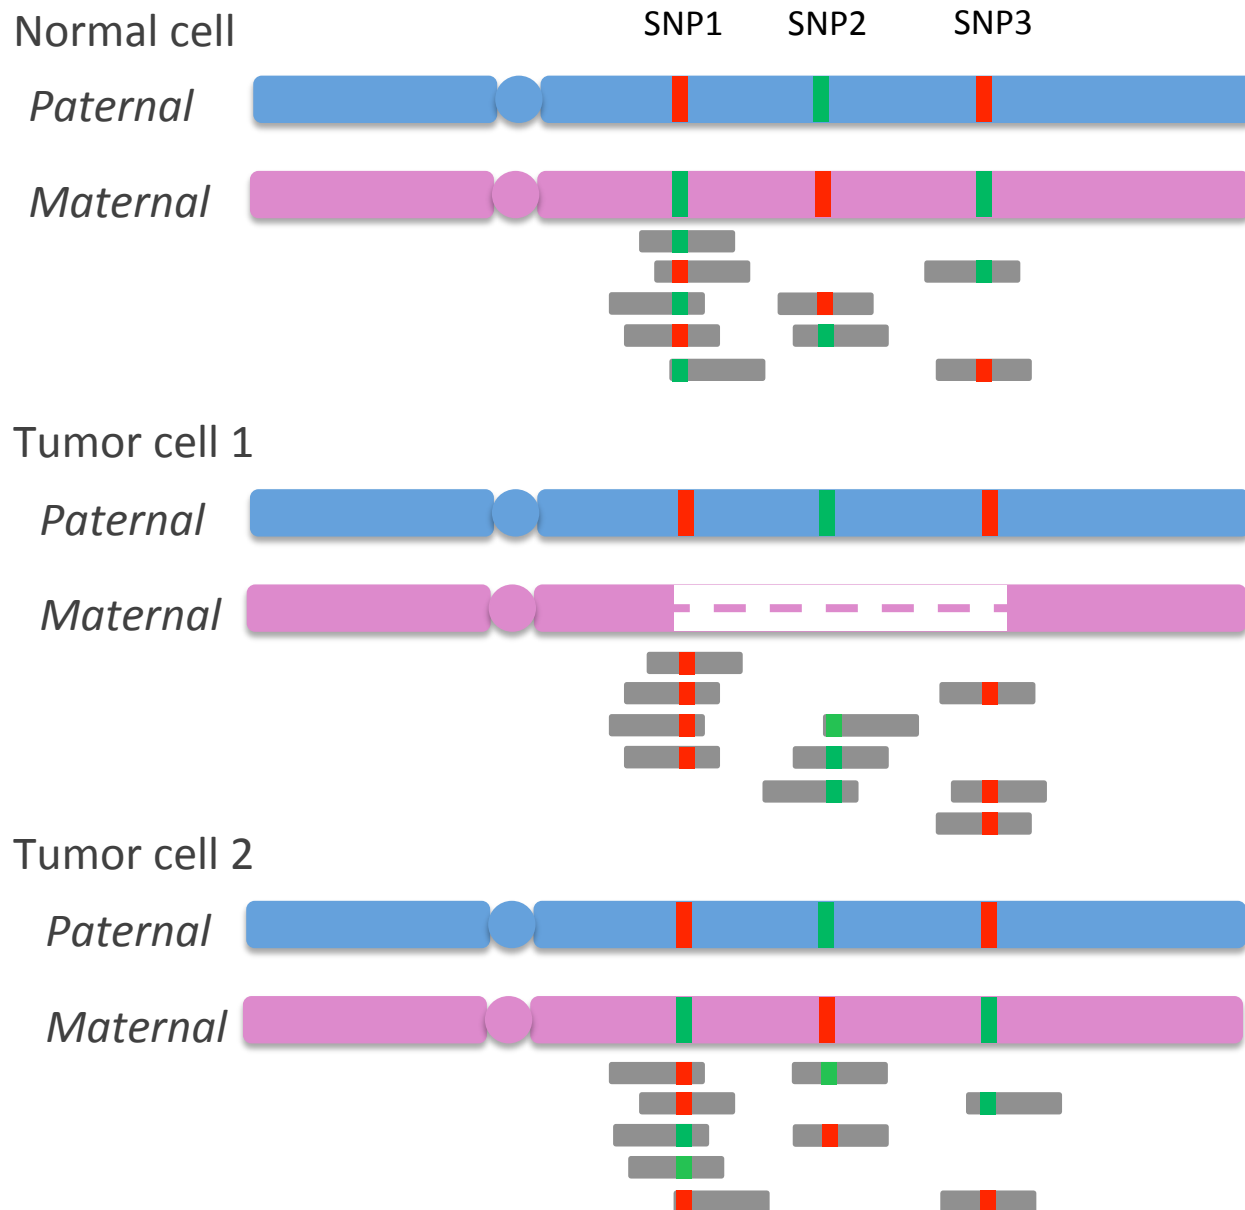 Normal cell
SNP1 SNP2 SNP3
Paternal
Maternal
Tumor cell 1
Paternal
Maternal
Tumor cell 2
Paternal
Maternal